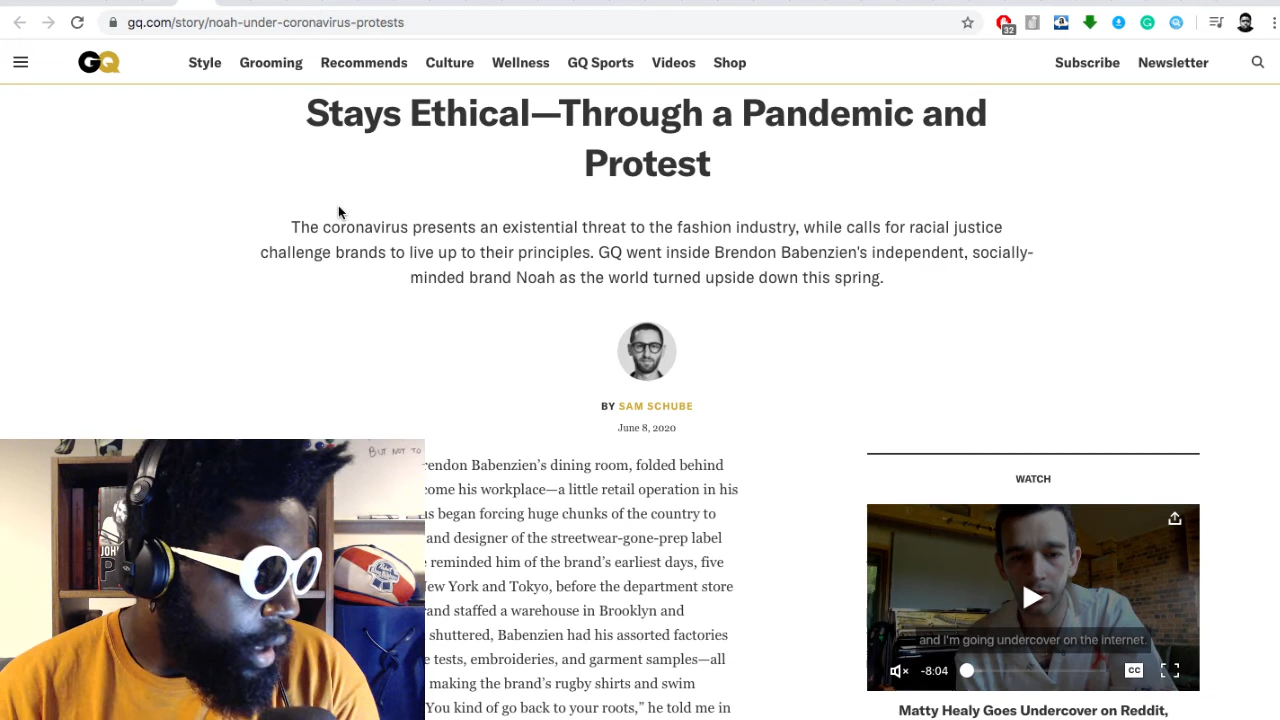 gq.com/story/noah-under-coronavirus-protests
32
GQ
Style Grooming Recommends Culture Wellness GQ Sports Videos Shop
Subscribe Newsletter
Stays Ethical—Through a Pandemic and
Protest
The coronavirus presents an existential threat to the fashion industry, while calls for racial justice
challenge brands to live up to their principles. GQ went inside Brendon Babenzien's independent, socially-
minded brand Noah as the world turned upside down this spring.
BY SAM SCHUBE
June 8, 2020
BUT NOT TO
rendon Babenzien's dining room, folded behind
come his workplace—a little retail operation in his
us began forcing huge chunks of the country to
and designer of the streetwear-gone-prep label
reminded him of the brand's earliest days, five
New York and Tokyo, before the department store
and staffed a warehouse in Brooklyn and
shuttered, Babenzien had his assorted factories
tests, embroideries, and garment samples—all
making the brand's rugby shirts and swim
You kind of go back to your roots," he told me in
WATCH
and I'm going undercover on the internet.
-8:04
CC
Matty Healy Goes Undercover on Reddit,
JOHN
P
Pabst
Blue Ribbon